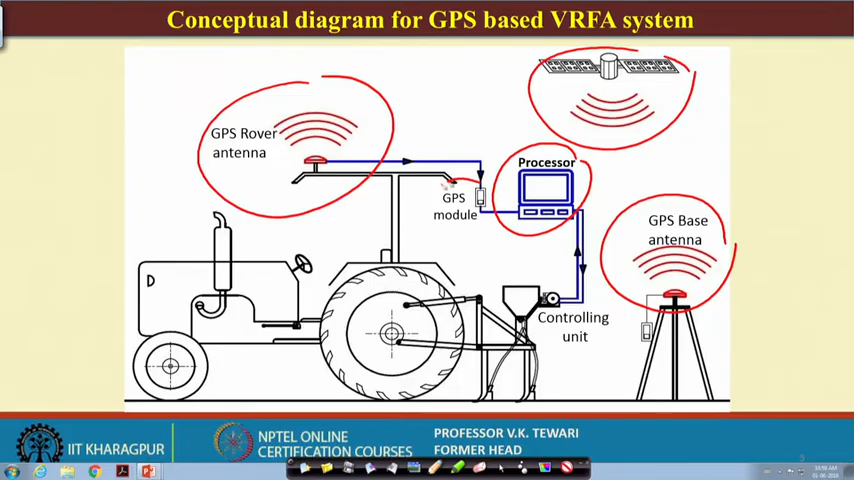 Conceptual diagram for GPS based VRFA system
GPS Rover
antenna
Processor
GPS
module
GPS Base
antenna
Controlling
unit
IIT KHARAGPUR
NPTEL ONLINE
CERTIFICATION COURSES
PROFESSOR V.K. TEWARI
FORMER HEAD
5